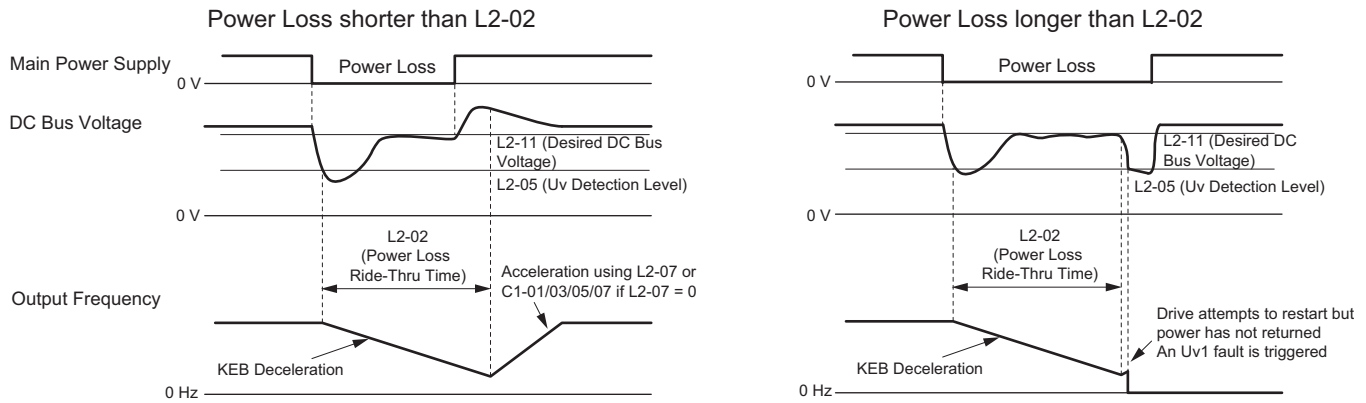 Power Loss shorter than L2-02
Main Power Supply
Power Loss
0 V
DC Bus Voltage
L2-11 (Desired DC Bus
Voltage)
L2-05 (Uv Detection Level)
0 V
L2-02
(Power Loss
Ride-Thru Time)
Acceleration using L2-07 or
C1-01/03/05/07 if L2-07 = 0
Output Frequency
KEB Deceleration
0 Hz
Power Loss longer than L2-02
Power Loss
0 V
L2-11 (Desired DC
Bus Voltage)
L2-05 (Uv Detection Level)
0 V
L2-02
(Power Loss
Ride-Thru Time)
Drive attempts to restart but
power has not returned
An Uv1 fault is triggered
KEB Deceleration
0 Hz